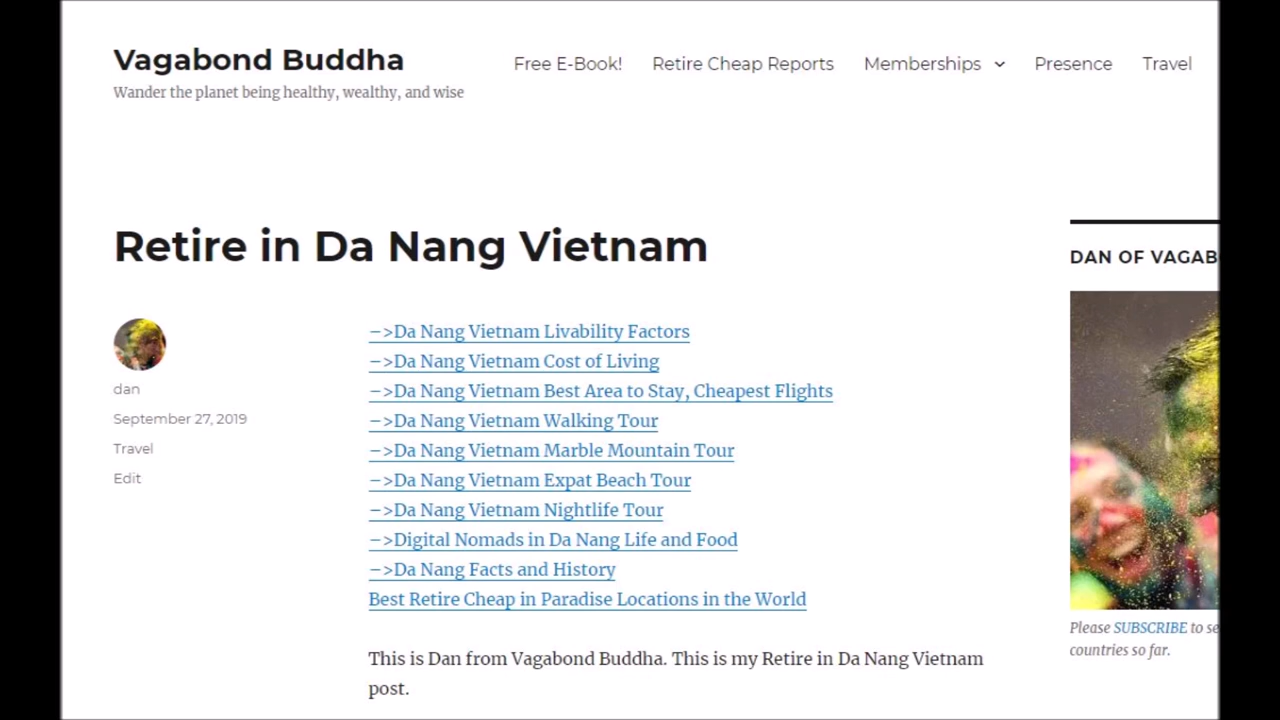 Vagabond Buddha
Wander the planet being healthy, wealthy, and wise
Free E-Book!
Retire Cheap Reports
Memberships
Presence
Travel
Retire in Da Nang Vietnam
dan
September 27, 2019
Travel
Edit
–>Da Nang Vietnam Livability Factors
–>Da Nang Vietnam Cost of Living
–>Da Nang Vietnam Best Area to Stay, Cheapest Flights
–>Da Nang Vietnam Walking Tour
–>Da Nang Vietnam Marble Mountain Tour
–>Da Nang Vietnam Expat Beach Tour
–>Da Nang Vietnam Nightlife Tour
–>Digital Nomads in Da Nang Life and Food
–>Da Nang Facts and History
Best Retire Cheap in Paradise Locations in the World
This is Dan from Vagabond Buddha. This is my Retire in Da Nang Vietnam
post.
DAN OF VAGAB
Please SUBSCRIBE to se
countries so far.